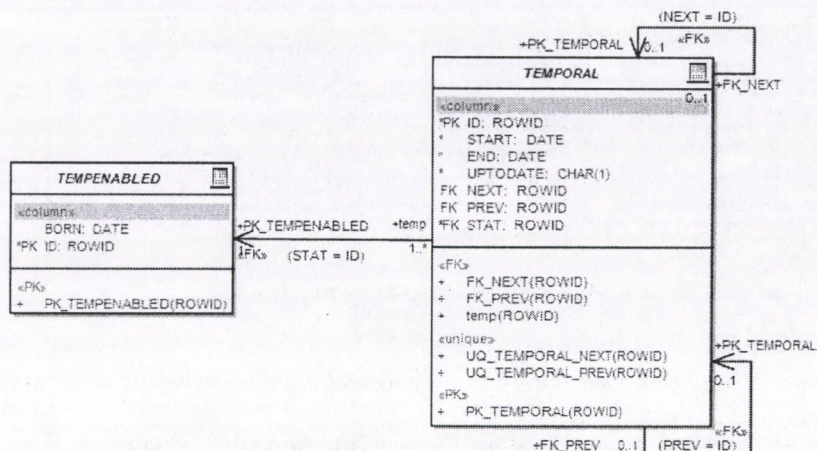 (NEXT = ID)
+PK_TEMPORAL 0..1 «FK»
TEMPORAL
+FK_NEXT
0..1
«column»
*PK ID: ROWID
* START: DATE
* END: DATE
* UPTODATE: CHAR(1)
FK NEXT: ROWID
FK PREV: ROWID
*FK STAT: ROWID
«FK»
+ FK_NEXT(ROWID)
+ FK_PREV(ROWID)
+ temp(ROWID)
«unique»
+ UQ_TEMPORAL_NEXT(ROWID)
+ UQ_TEMPORAL_PREV(ROWID)
«PK»
+ PK_TEMPORAL(ROWID)
TEMPENABLED
«column»
BORN: DATE
*PK ID: ROWID
«PK»
+ PK_TEMPENABLED(ROWID)
+PK_TEMPENABLED +temp
«FK» (STAT = ID) 1..*
+PK_TEMPORAL
0..1
«FK»
+FK_PREV 0..1 (PREV = ID)